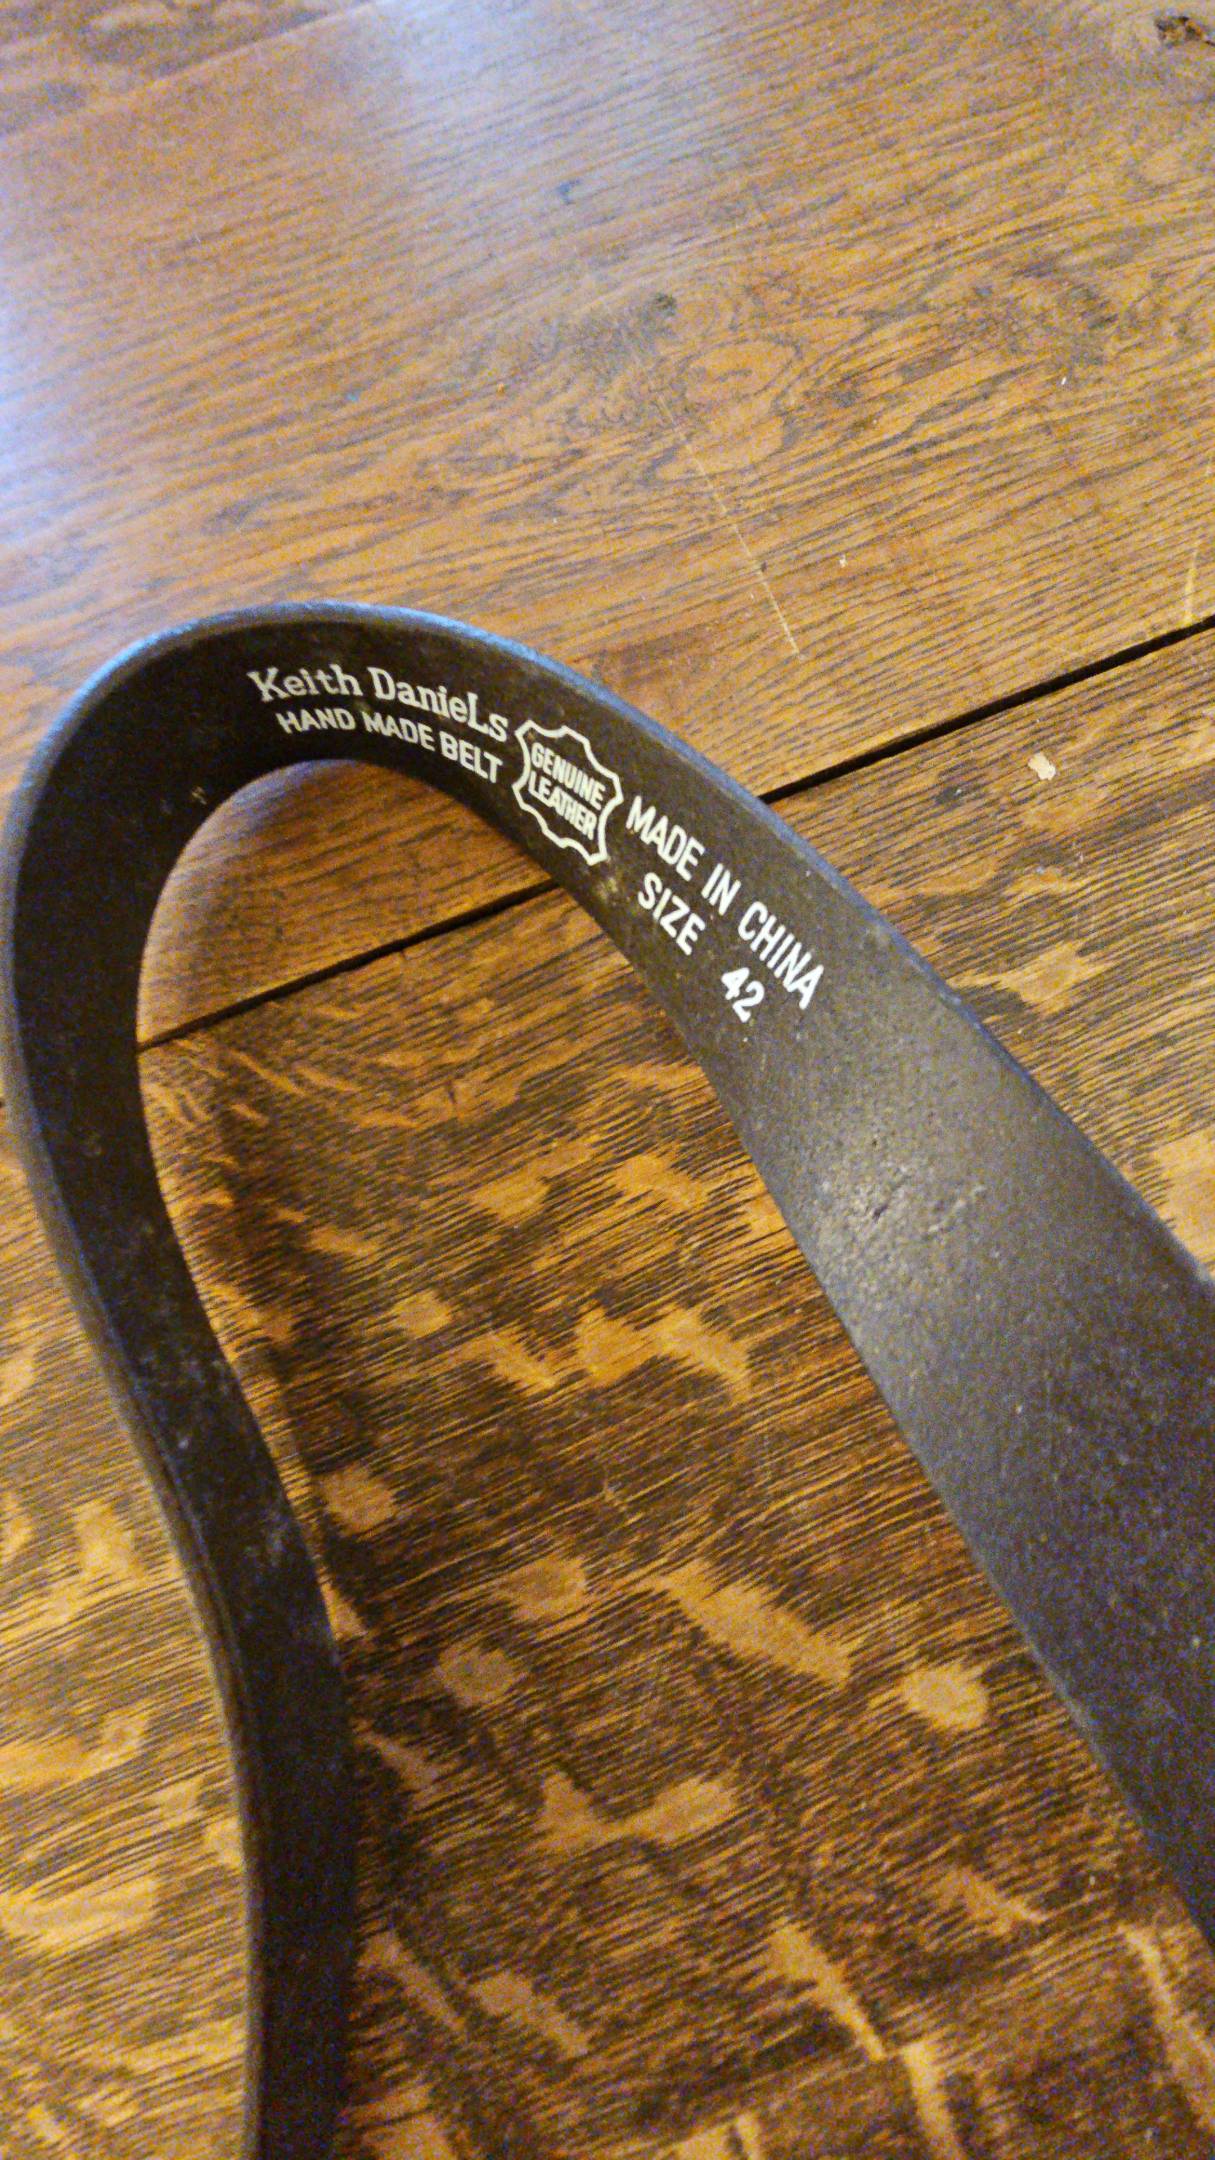 Keith DanieLs
HAND MADE BELT
GENUINE
LEATHER
MADE IN CHINA
SIZE 42